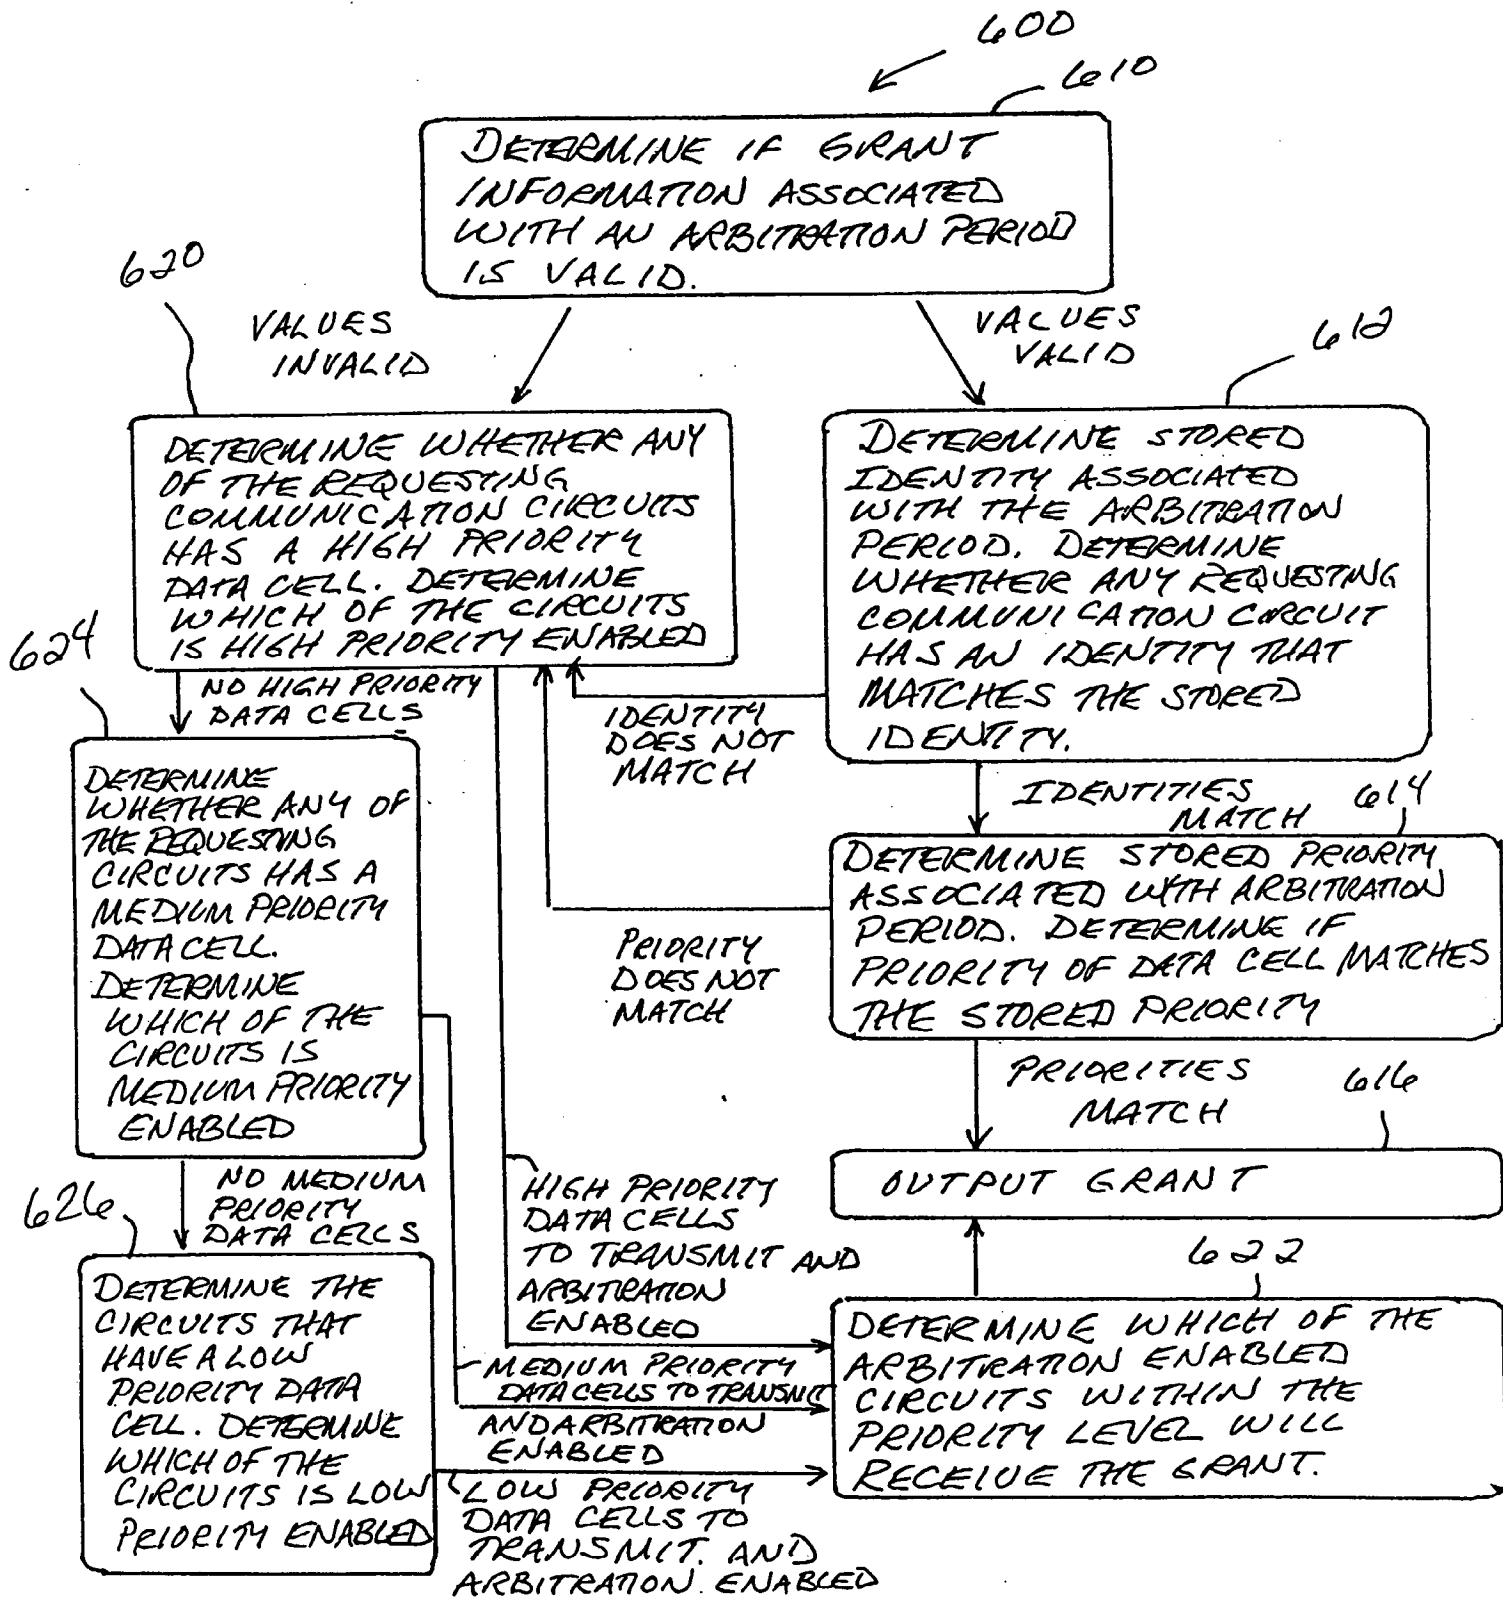 600
610
DETERMINE IF GRANT
INFORMATION ASSOCIATED
WITH AN ARBITRATION PERIOD
IS VALID.
620
VALUES
INVALID
VALUES
VALID
612
DETERMINE WHETHER ANY
OF THE REQUESTING
COMMUNICATION CIRCUITS
HAS A HIGH PRIORITY
DATA CELL. DETERMINE
WHICH OF THE CIRCUITS
IS HIGH PRIORITY ENABLED
DETERMINE STORED
IDENTITY ASSOCIATED
WITH THE ARBITRATION
PERIOD. DETERMINE
WHETHER ANY REQUESTING
COMMUNICATION CIRCUIT
HAS AN IDENTITY THAT
MATCHES THE STORED
IDENTITY.
624
NO HIGH PRIORITY
DATA CELLS
IDENTITY
DOES NOT
MATCH
IDENTITIES
MATCH
614
DETERMINE
WHETHER ANY OF
THE REQUESTING
CIRCUITS HAS A
MEDIUM PRIORITY
DATA CELL.
DETERMINE
WHICH OF THE
CIRCUITS IS
MEDIUM PRIORITY
ENABLED
DETERMINE STORED PRIORITY
ASSOCIATED WITH ARBITRATION
PERIOD. DETERMINE IF
PRIORITY OF DATA CELL MATCHES
THE STORED PRIORITY
PRIORITY
DOES NOT
MATCH
PRIORITIES
MATCH
616
OUTPUT GRANT
626
NO MEDIUM
PRIORITY
DATA CELLS
HIGH PRIORITY
DATA CELLS
TO TRANSMIT AND
ARBITRATION
ENABLED
622
DETERMINE THE
CIRCUITS THAT
HAVE A LOW
PRIORITY DATA
CELL. DETERMINE
WHICH OF THE
CIRCUITS IS LOW
PRIORITY ENABLED
MEDIUM PRIORITY
DATA CELLS TO TRANSMIT
AND ARBITRATION
ENABLED
DETERMINE WHICH OF THE
ARBITRATION ENABLED
CIRCUITS WITHIN THE
PRIORITY LEVEL WILL
RECEIVE THE GRANT.
LOW PRIORITY
DATA CELLS TO
TRANSMIT. AND
ARBITRATION. ENABLED